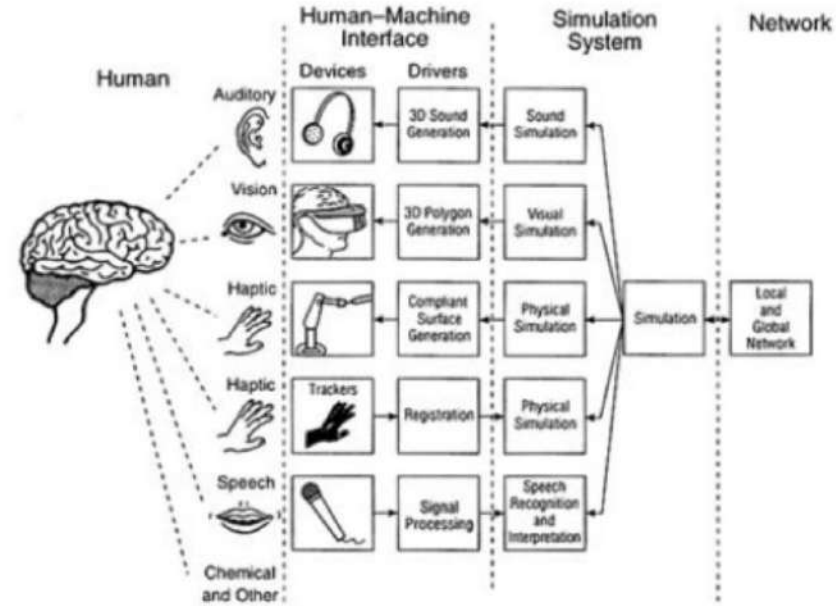 Human–Machine
Interface
Simulation
System
Network
Human
Devices
Drivers
Auditory
3D Sound
Generation
Sound
Simulation
Vision
3D Polygon
Generation
Visual
Simulation
Haptic
Compliant
Surface
Generation
Physical
Simulation
Simulation
Local
and
Global
Network
Haptic
Trackers
Registration
Physical
Simulation
Speech
Signal
Processing
Speech
Recognition
and
Interpretation
Chemical
and Other